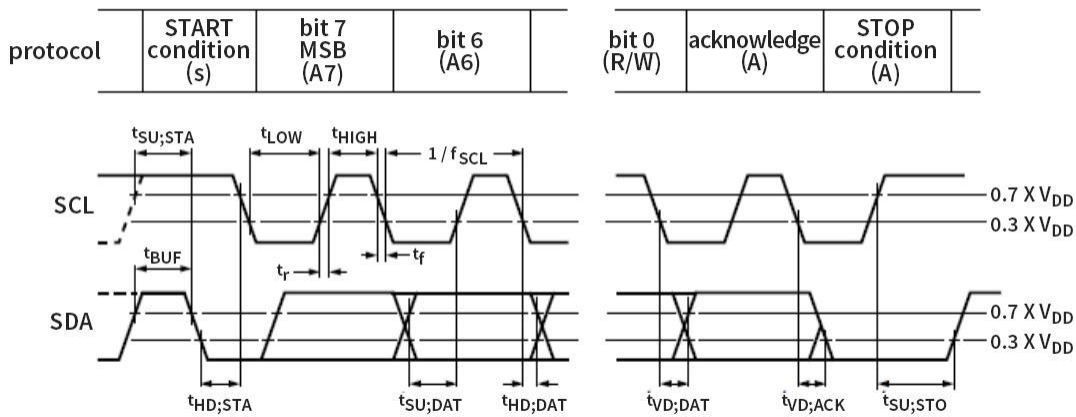 protocol
START
condition
(s)
bit 7
MSB
(A7)
bit 6
(A6)
bit 0
(R/W)
acknowledge
(A)
STOP
condition
(A)
tSU;STA
tLOW
tHIGH
1 / fSCL
SCL
0.7 X VDD
0.3 X VDD
tBUF
tr
tf
SDA
0.7 X VDD
0.3 X VDD
tHD;STA
tSU;DAT
tHD;DAT
tVD;DAT
tVD;ACK
tSU;STO